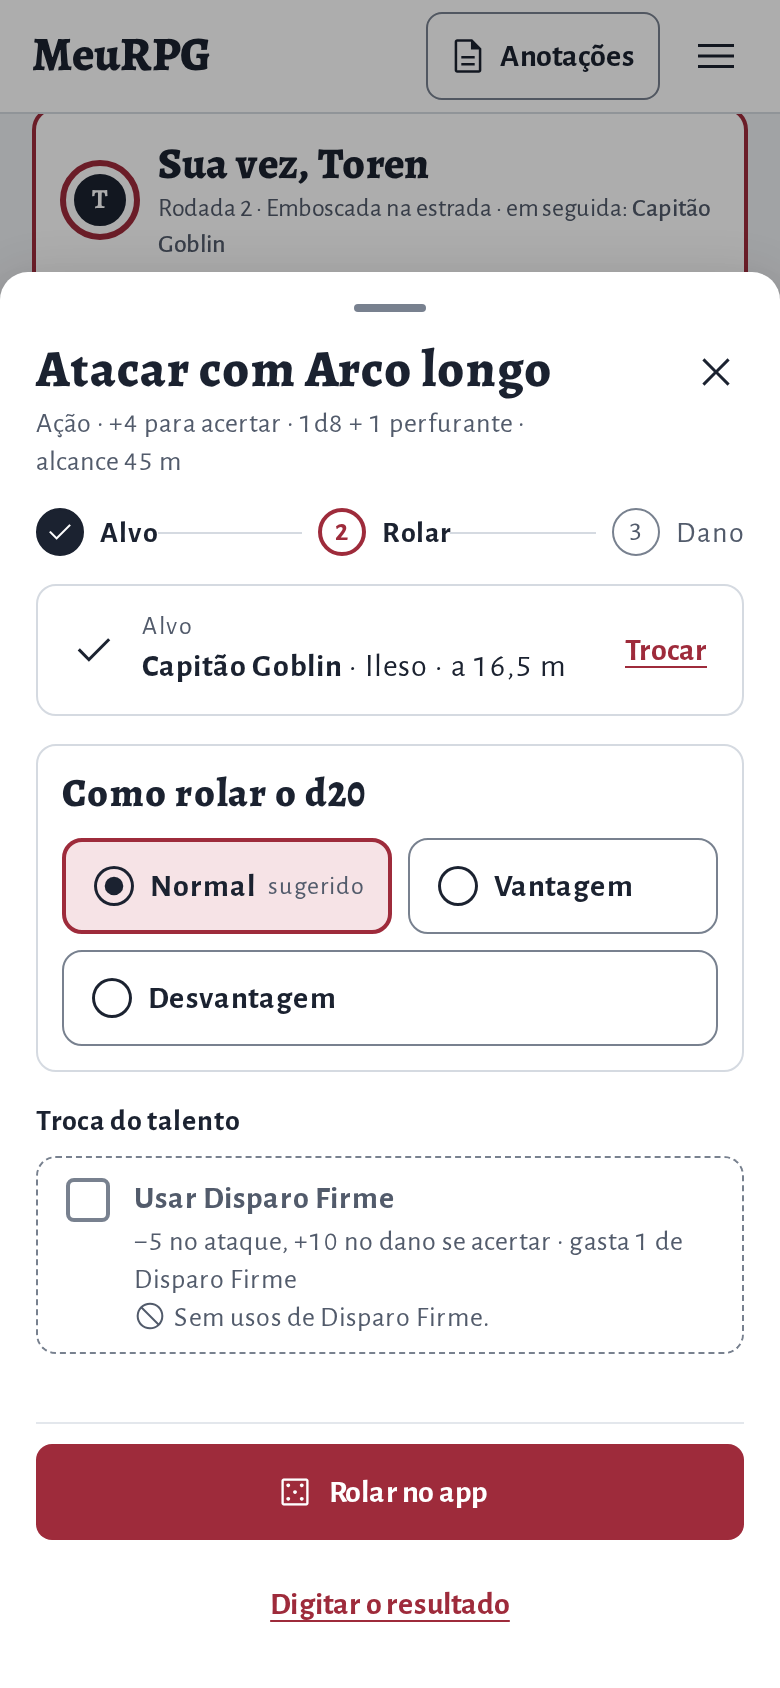 MeuRPG
Anotações
T
Sua vez, Toren
Rodada 2 · Emboscada na estrada · em seguida: Capitão
Goblin
Atacar com Arco longo
Ação · +4 para acertar · 1d8 + 1 perfurante ·
alcance 45 m
Alvo
2 Rolar
3 Dano
Alvo
Capitão Goblin · Ileso · a 16,5 m
Trocar
Como rolar o d20
Normal sugerido
Vantagem
Desvantagem
Troca do talento
Usar Disparo Firme
−5 no ataque, +10 no dano se acertar · gasta 1 de
Disparo Firme
Sem usos de Disparo Firme.
Rolar no app
Digitar o resultado